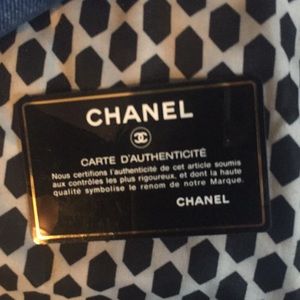 CHANEL
CARTE D'AUTHENTICITÉ
Nous certifions l'authenticité de cet article soumis
aux contrôles les plus rigoureux, et dont la haute
qualité symbolise le renom de notre Marque.
CHANEL